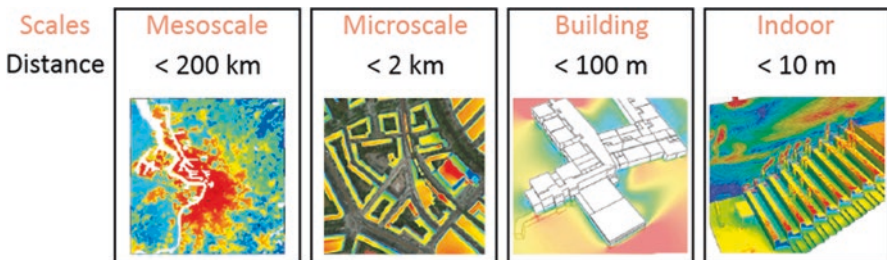 Scales Mesoscale Microscale Building Indoor
Distance < 200 km < 2 km < 100 m < 10 m